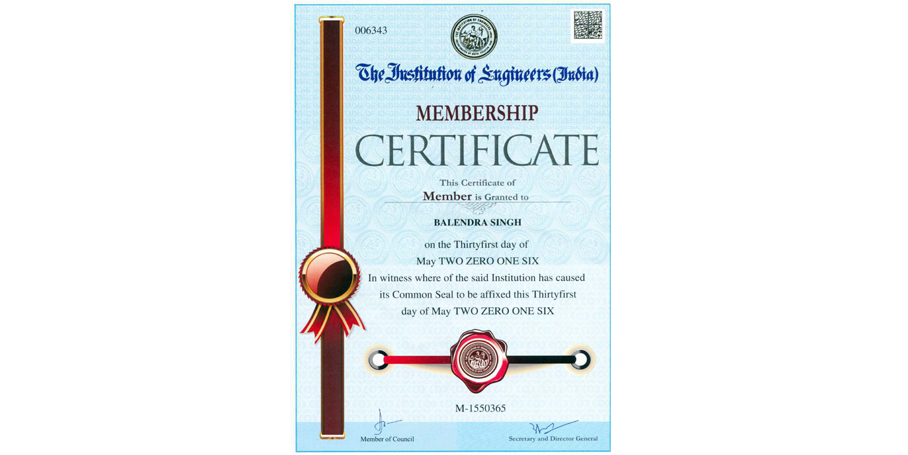 006343
The Institution of Engineers (India)
MEMBERSHIP
CERTIFICATE
This Certificate of
Member is Granted to
BALENDRA SINGH
on the Thirtyfirst day of
May TWO ZERO ONE SIX
In witness where of the said Institution has caused
its Common Seal to be affixed this Thirtyfirst
day of May TWO ZERO ONE SIX
M-1550365
Member of Council
Secretary and Director General